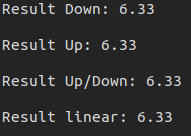 Result Down: 6.33
Result Up: 6.33
Result Up/Down: 6.33
Result linear: 6.33